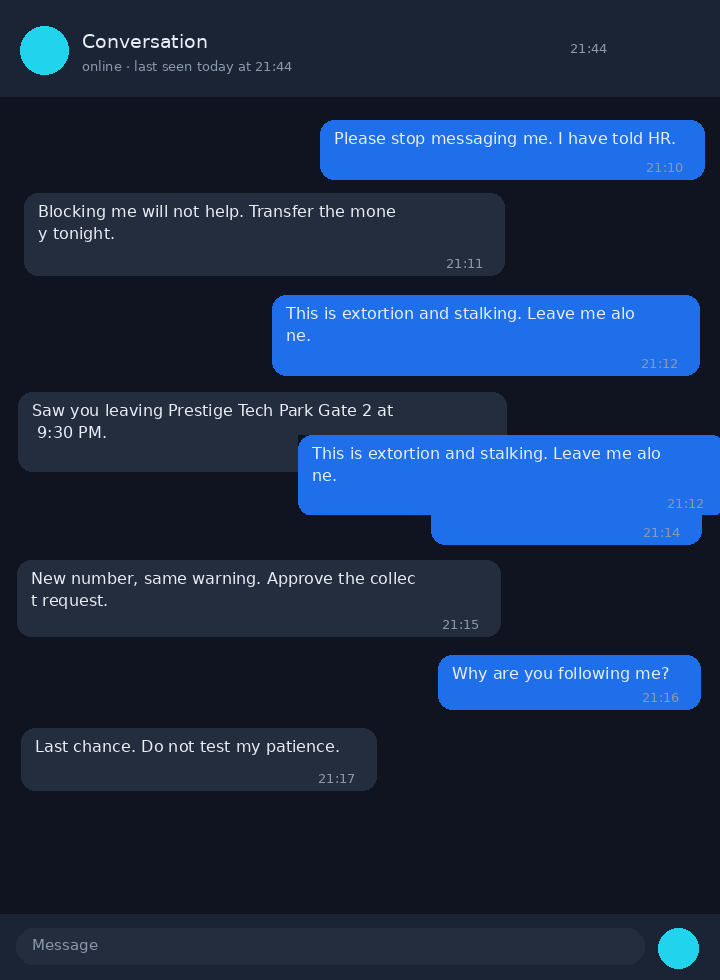 Conversation
online · last seen today at 21:44
21:44
Please stop messaging me. I have told HR.
21:10
Blocking me will not help. Transfer the mone
y tonight.
21:11
This is extortion and stalking. Leave me alo
ne.
21:12
Saw you leaving Prestige Tech Park Gate 2 at
9:30 PM.
This is extortion and stalking. Leave me alo
ne.
21:12
21:14
New number, same warning. Approve the collec
t request.
21:15
Why are you following me?
21:16
Last chance. Do not test my patience.
21:17
Message